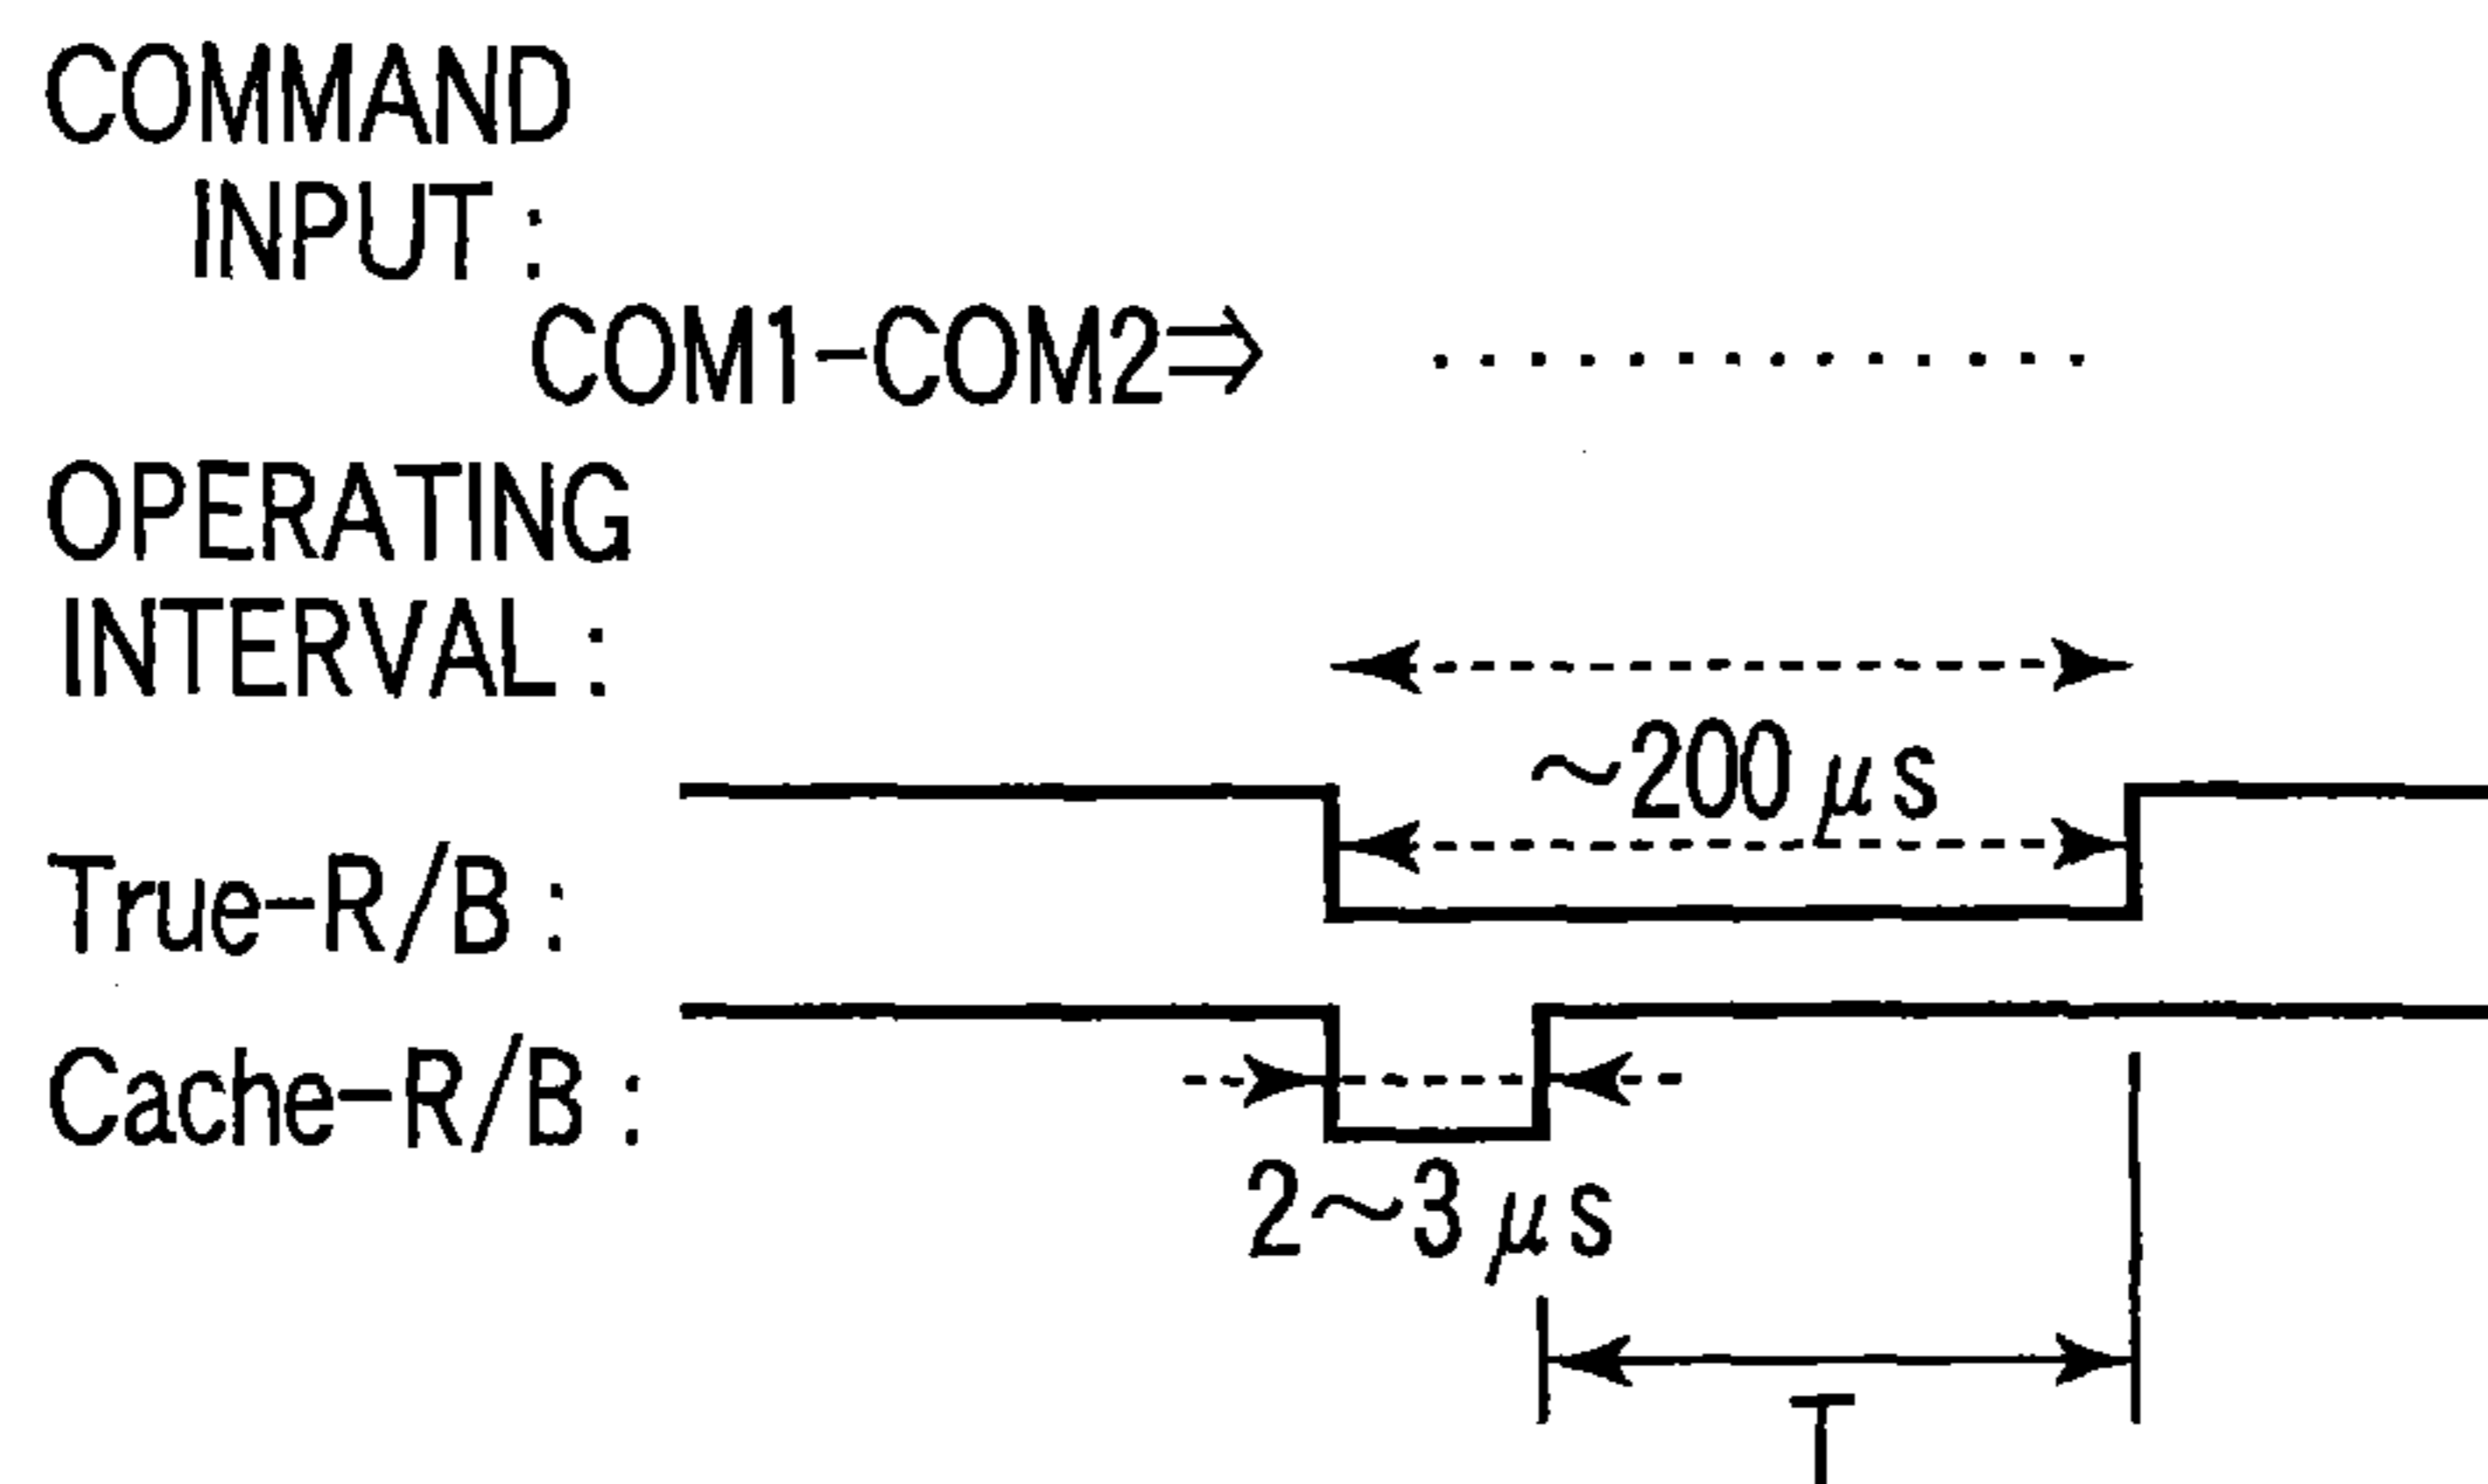 COMMAND
INPUT :
COM1-COM2⇒ ··············
OPERATING
INTERVAL :
~200 μs
True-R/B :
Cache-R/B :
2~3 μs
T